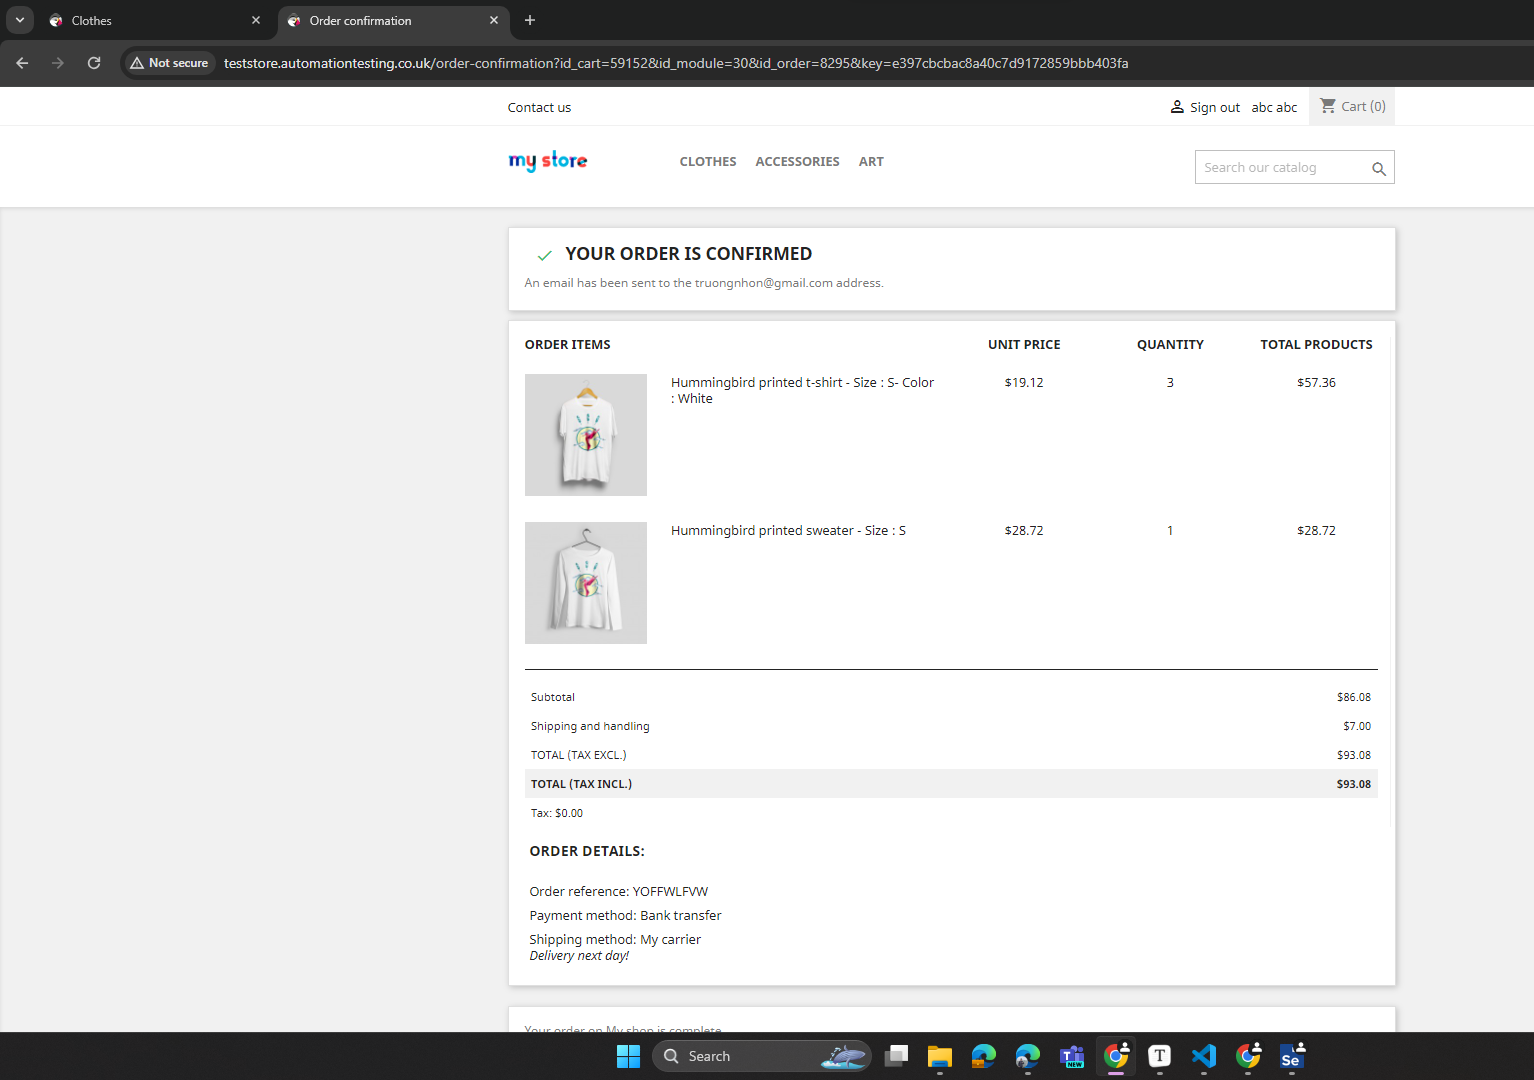 Clothes
Order confirmation
Not secure
teststore.automationtesting.co.uk/order-confirmation?id_cart=59152&id_module=30&id_order=8295&key=e397cbcbac8a40c7d9172859bbb403fa
Contact us
Sign out abc abc Cart (0)
my store
CLOTHES ACCESSORIES ART
Search our catalog
YOUR ORDER IS CONFIRMED
An email has been sent to the truongnhon@gmail.com address.
ORDER ITEMS UNIT PRICE QUANTITY TOTAL PRODUCTS
Hummingbird printed t-shirt - Size : S- Color $19.12 3 $57.36
: White
Hummingbird printed sweater - Size : S $28.72 1 $28.72
Subtotal $86.08
Shipping and handling $7.00
TOTAL (TAX EXCL.) $93.08
TOTAL (TAX INCL.) $93.08
Tax: $0.00
ORDER DETAILS:
Order reference: YOFFWLFVW
Payment method: Bank transfer
Shipping method: My carrier
Delivery next day!
Your order on My shop is complete.
Search
T NEW
T
Se